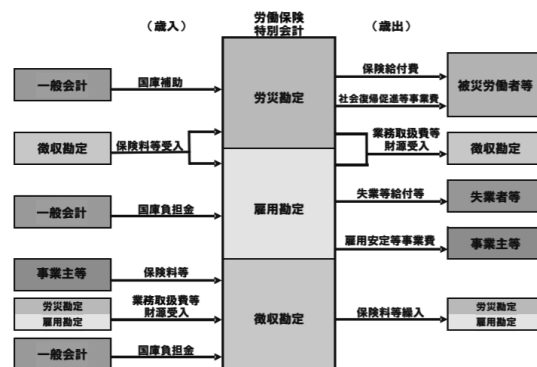 （歳入）
労働保険
特別会計
（歳出）
一般会計
国庫補助
労災勘定
保険給付費
社会復帰促進等事業費
被災労働者等
徴収勘定
保険料等受入
業務取扱費等
財源受入
徴収勘定
一般会計
国庫負担金
雇用勘定
失業等給付等
失業者等
雇用安定等事業費
事業主等
事業主等
保険料等
労災勘定
雇用勘定
業務取扱費等
財源受入
徴収勘定
保険料等繰入
労災勘定
雇用勘定
一般会計
国庫負担金